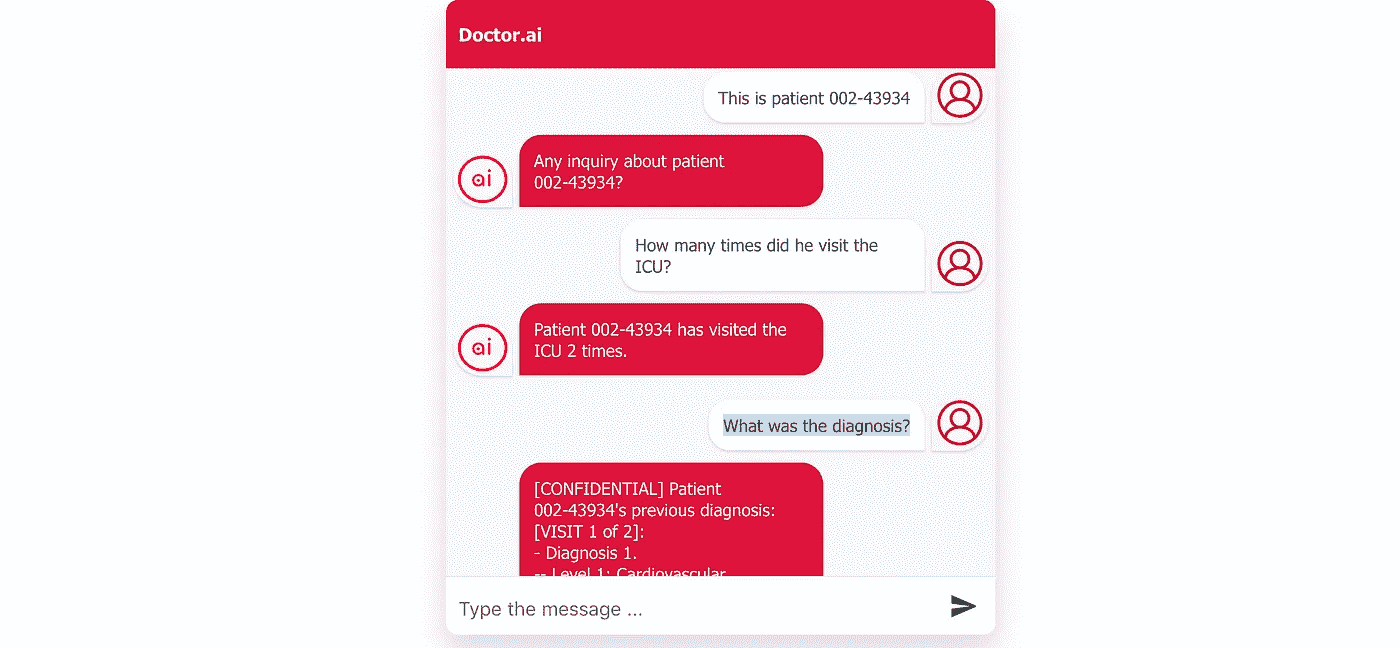 Doctor.ai
This is patient 002-43934
Any inquiry about patient
002-43934?
ai
How many times did he visit the
ICU?
Patient 002-43934 has visited the
ICU 2 times.
ai
What was the diagnosis?
[CONFIDENTIAL] Patient
002-43934's previous diagnosis:
[VISIT 1 of 2]:
- Diagnosis 1.
-- Level 1: Cardiovascular
Type the message ...